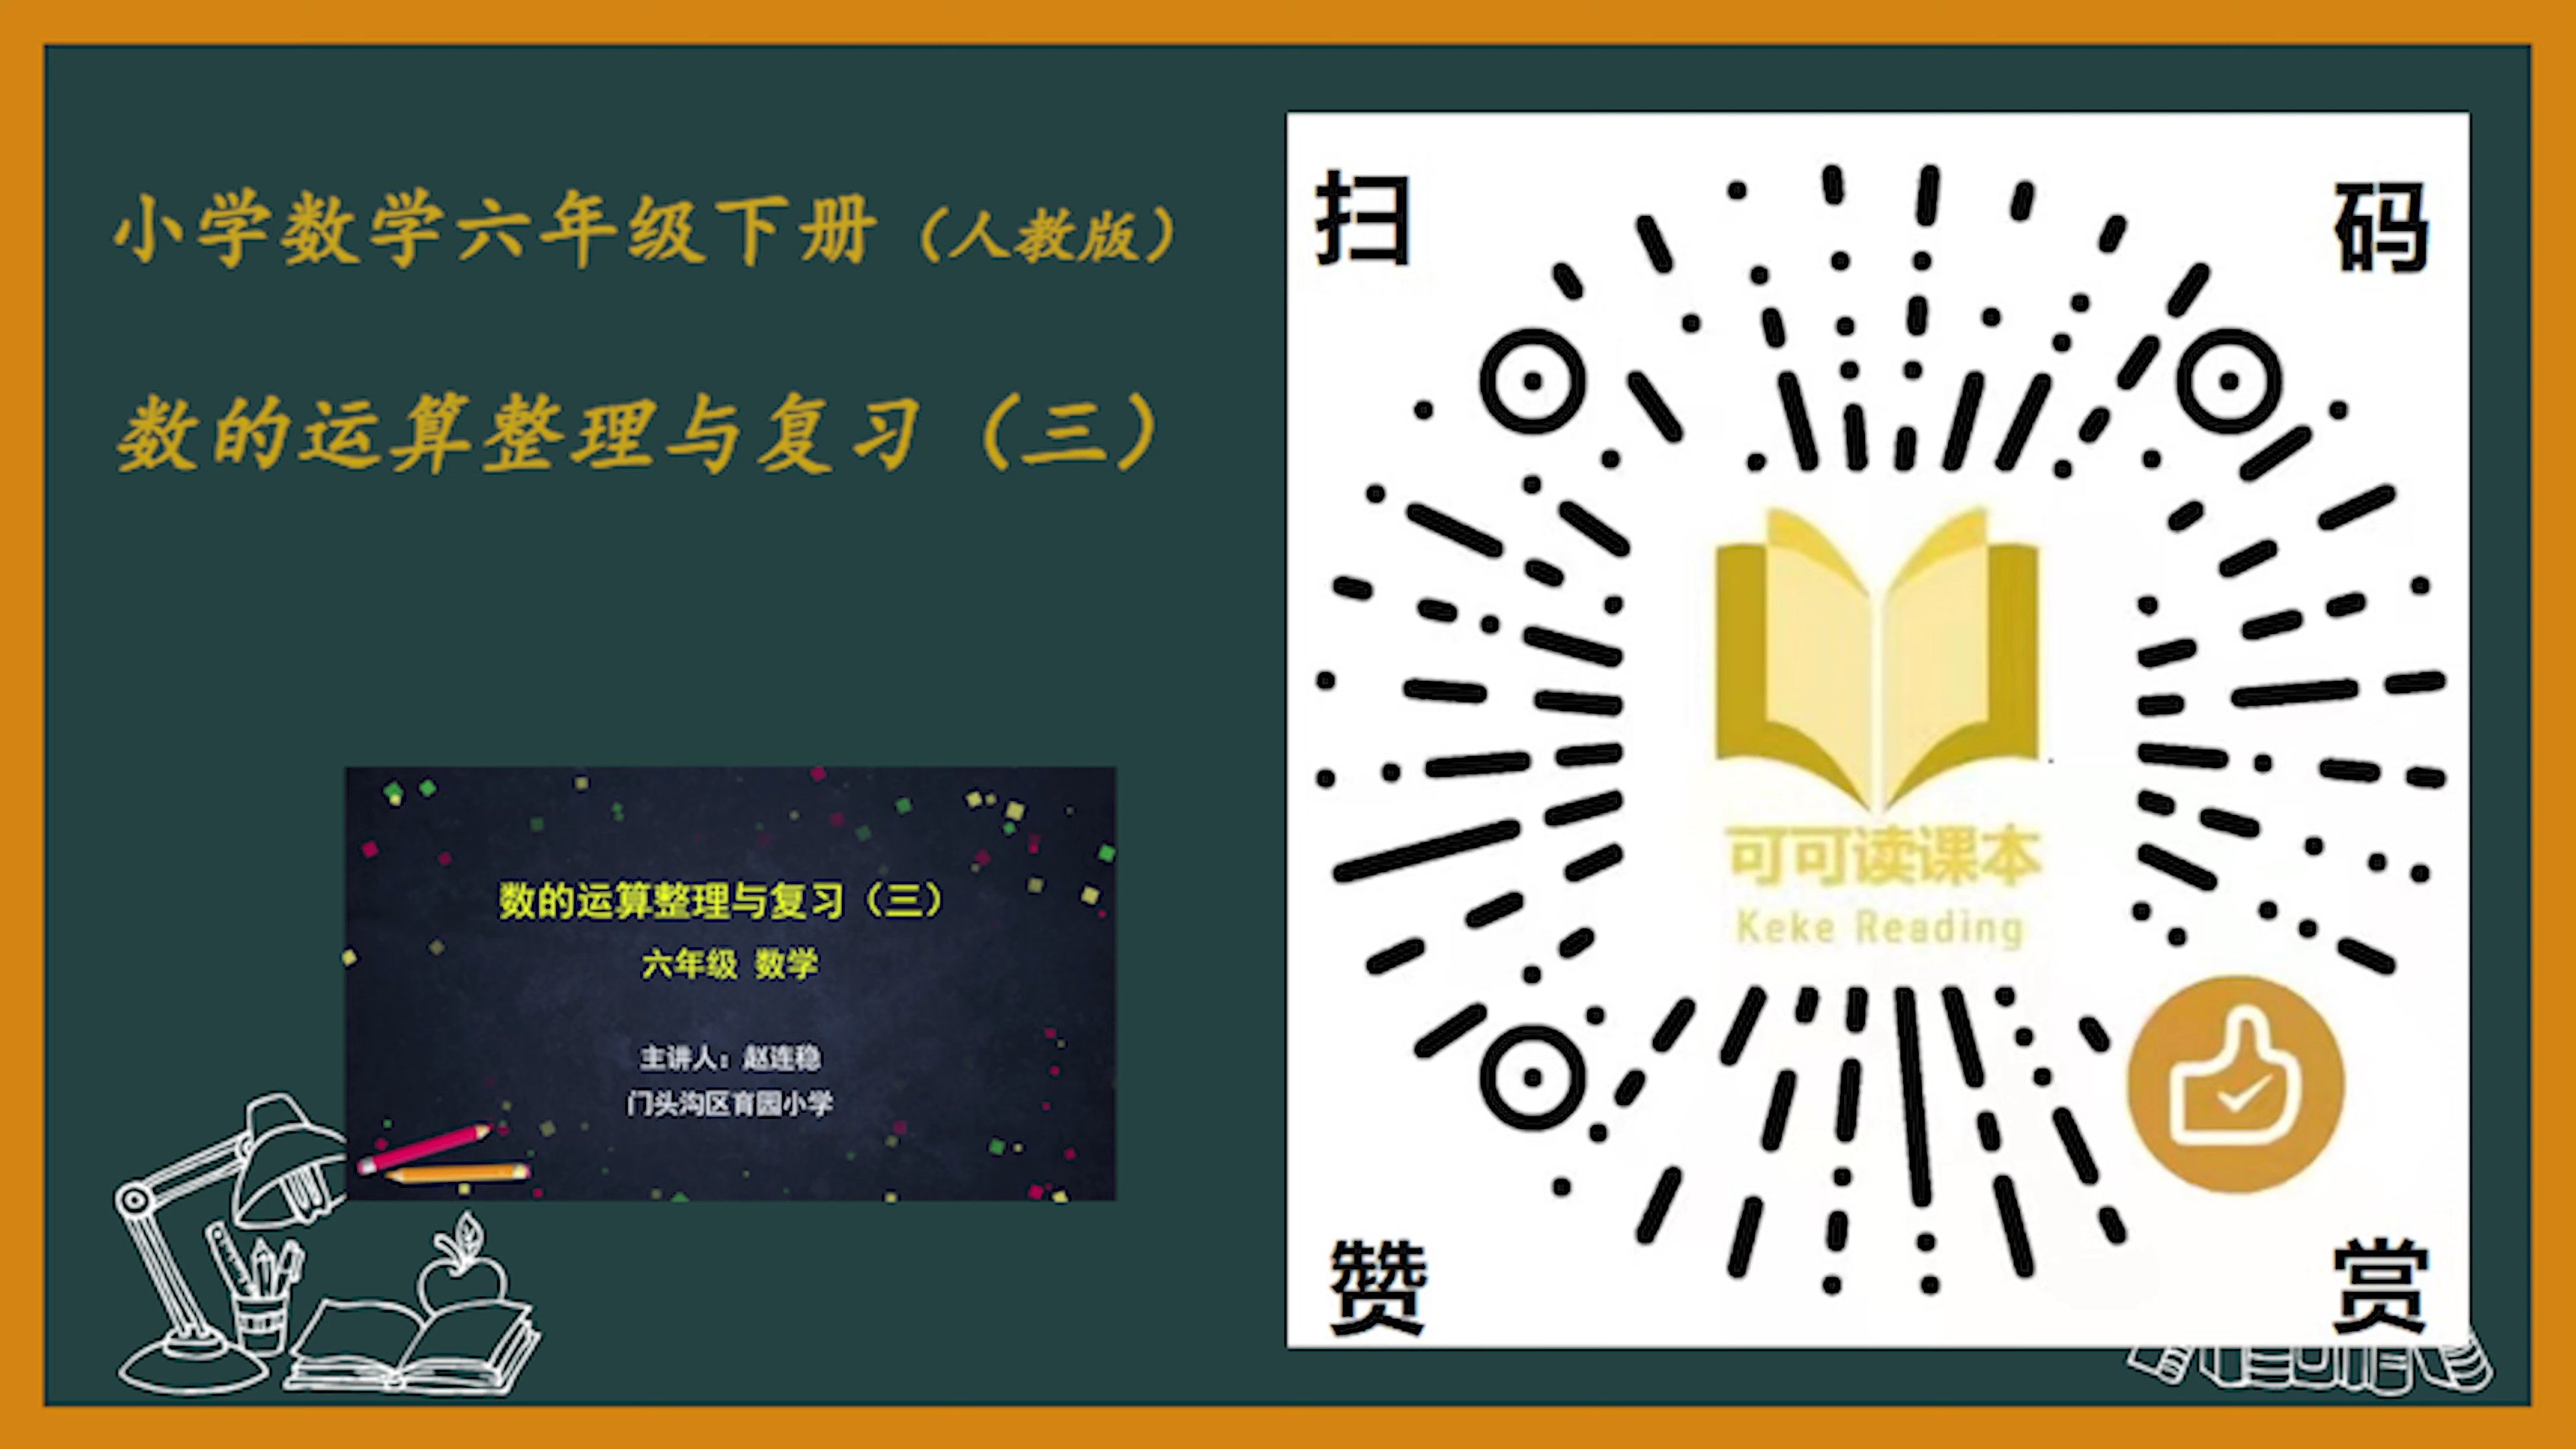 小学数学六年级下册（人教版）
数的运算整理与复习（三）
数的运算整理与复习（三）
六年级 数学
主讲人：赵连稳
门头沟区育园小学
扫
码
可可读课本
Keke Reading
赞
赏